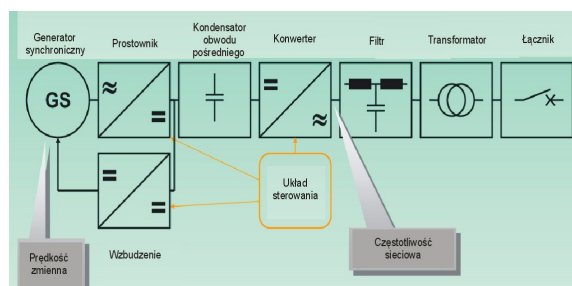 Generator
synchroniczny
Prostownik
Kondensator
obwodu
pośredniego
Konwerter
Filtr
Transformator
Łącznik
GS
≈
=
=
≈
=
=
Układ
sterowania
Wzbudzenie
Prędkość
zmienna
Częstotliwość
sieciowa